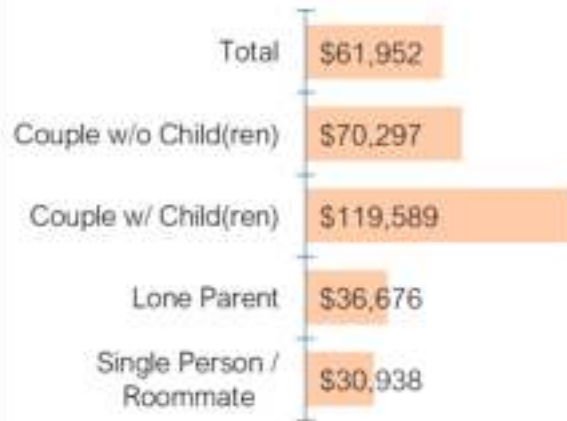 Total $61,952
Couple w/o Child(ren) $70,297
Couple w/ Child(ren) $119,589
Lone Parent $36,676
Single Person /
Roommate $30,938